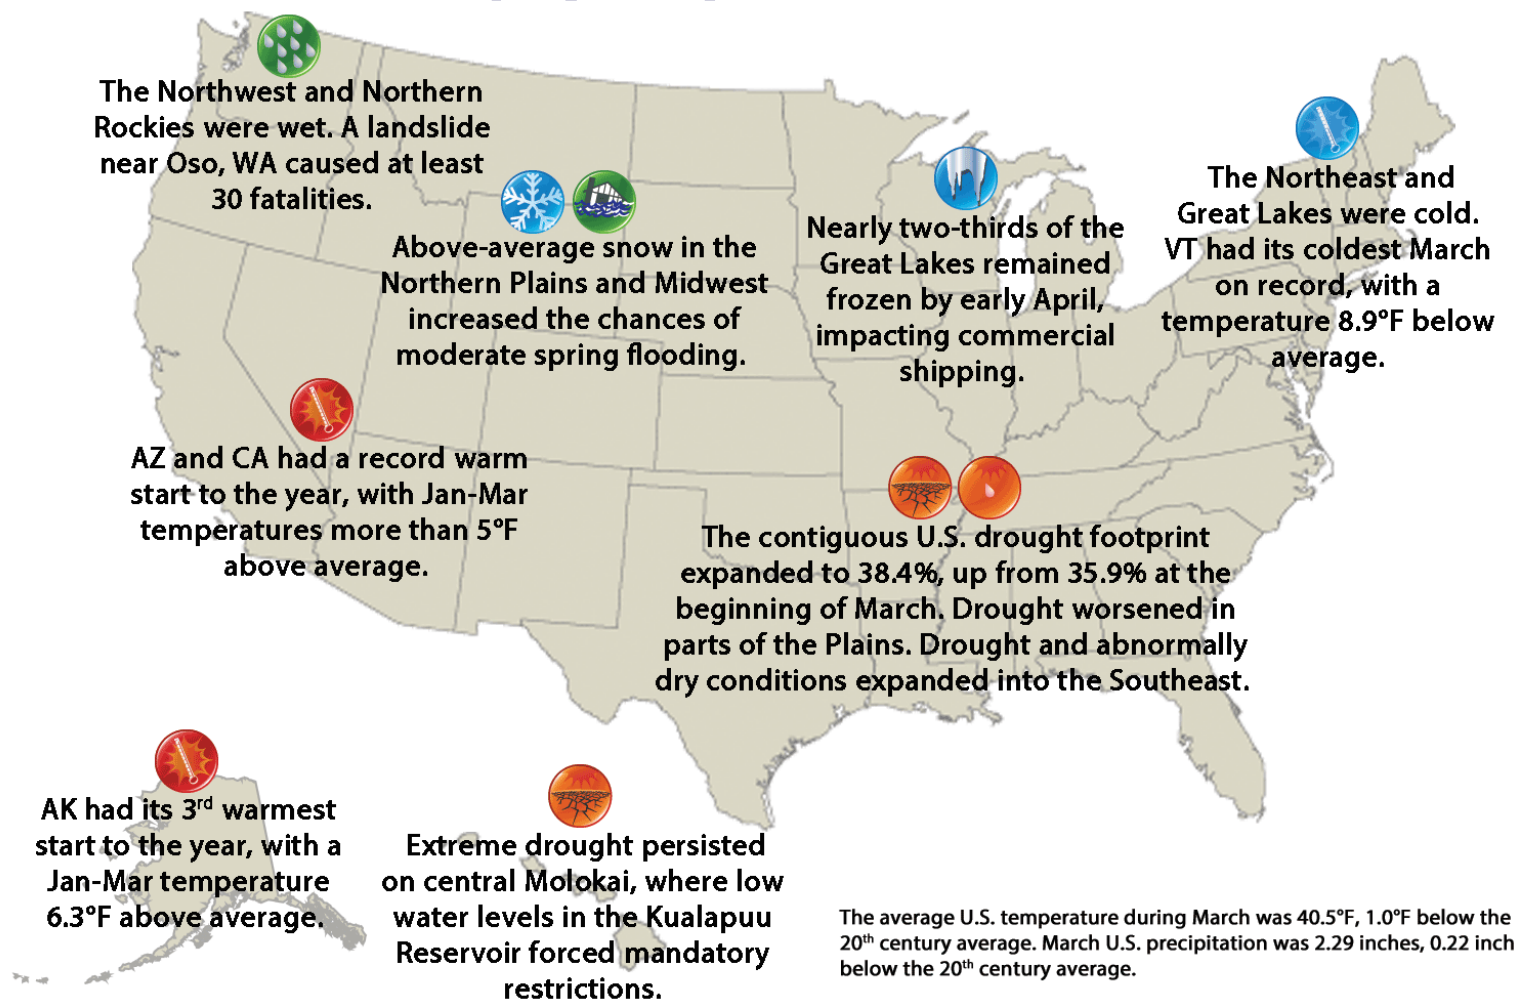 The Northwest and Northern
Rockies were wet. A landslide
near Oso, WA caused at least
30 fatalities.
Above-average snow in the
Northern Plains and Midwest
increased the chances of
moderate spring flooding.
Nearly two-thirds of the
Great Lakes remained
frozen by early April,
impacting commercial
shipping.
The Northeast and
Great Lakes were cold.
VT had its coldest March
on record, with a
temperature 8.9°F below
average.
AZ and CA had a record warm
start to the year, with Jan-Mar
temperatures more than 5°F
above average.
The contiguous U.S. drought footprint
expanded to 38.4%, up from 35.9% at the
beginning of March. Drought worsened in
parts of the Plains. Drought and abnormally
dry conditions expanded into the Southeast.
AK had its 3rd warmest
start to the year, with a
Jan-Mar temperature
6.3°F above average.
Extreme drought persisted
on central Molokai, where low
water levels in the Kualapuu
Reservoir forced mandatory
restrictions.
The average U.S. temperature during March was 40.5°F, 1.0°F below the
20th century average. March U.S. precipitation was 2.29 inches, 0.22 inch
below the 20th century average.